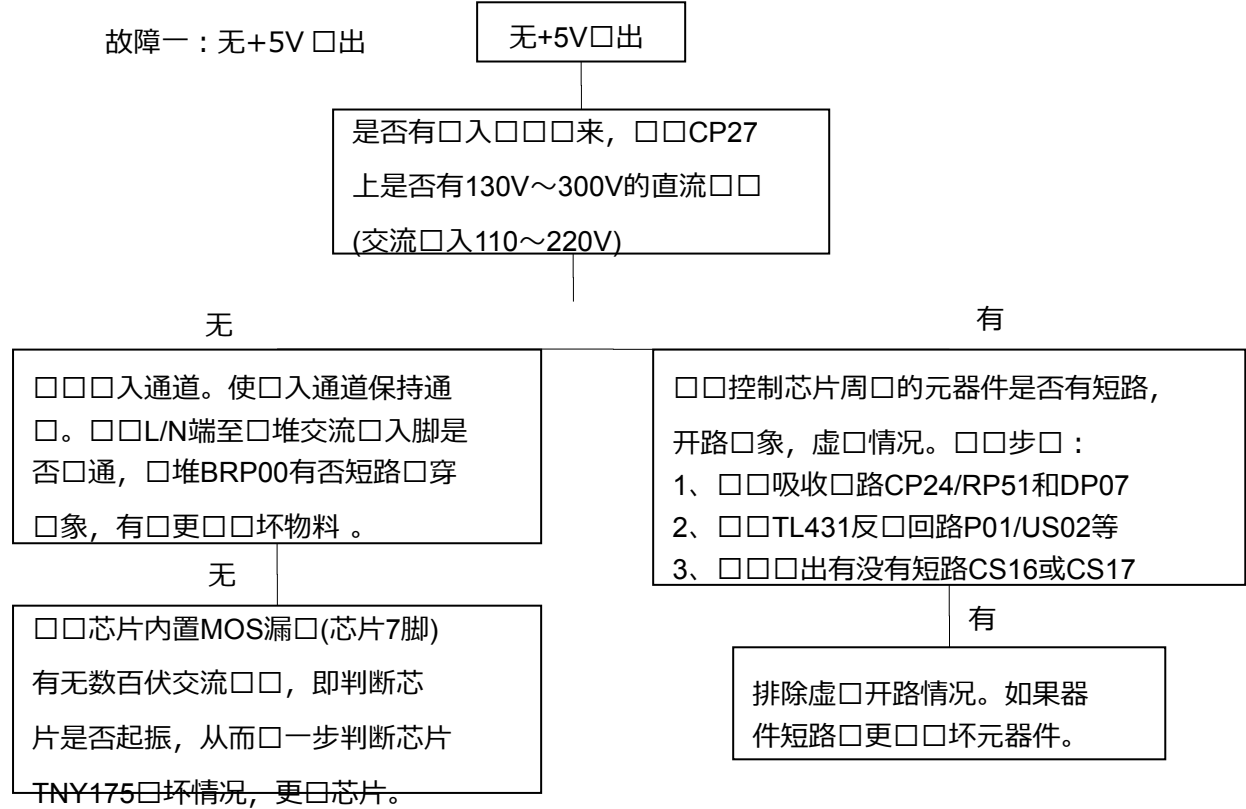 故障一：无+5V □出
无+5V□出
是否有□入□□□来，□□CP27
上是否有130V～300V的直流□□
(交流□入110～220V)
无
有
□□□入通道。使□入通道保持通
□。□□L/N端至□堆交流□入脚是
否□通，□堆BRP00有否短路□穿
□象，有□更□□坏物料 。
□□控制芯片周□的元器件是否有短路，
开路□象，虚□情况。□□步□：
1、□□吸收□路CP24/RP51和DP07
2、□□TL431反□回路P01/US02等
3、□□□出有没有短路CS16或CS17
无
有
□□芯片内置MOS漏□(芯片7脚)
有无数百伏交流□□，即判断芯
片是否起振，从而□一步判断芯片
TNY175□坏情况，更□芯片。
排除虚□开路情况。如果器
件短路□更□□坏元器件。